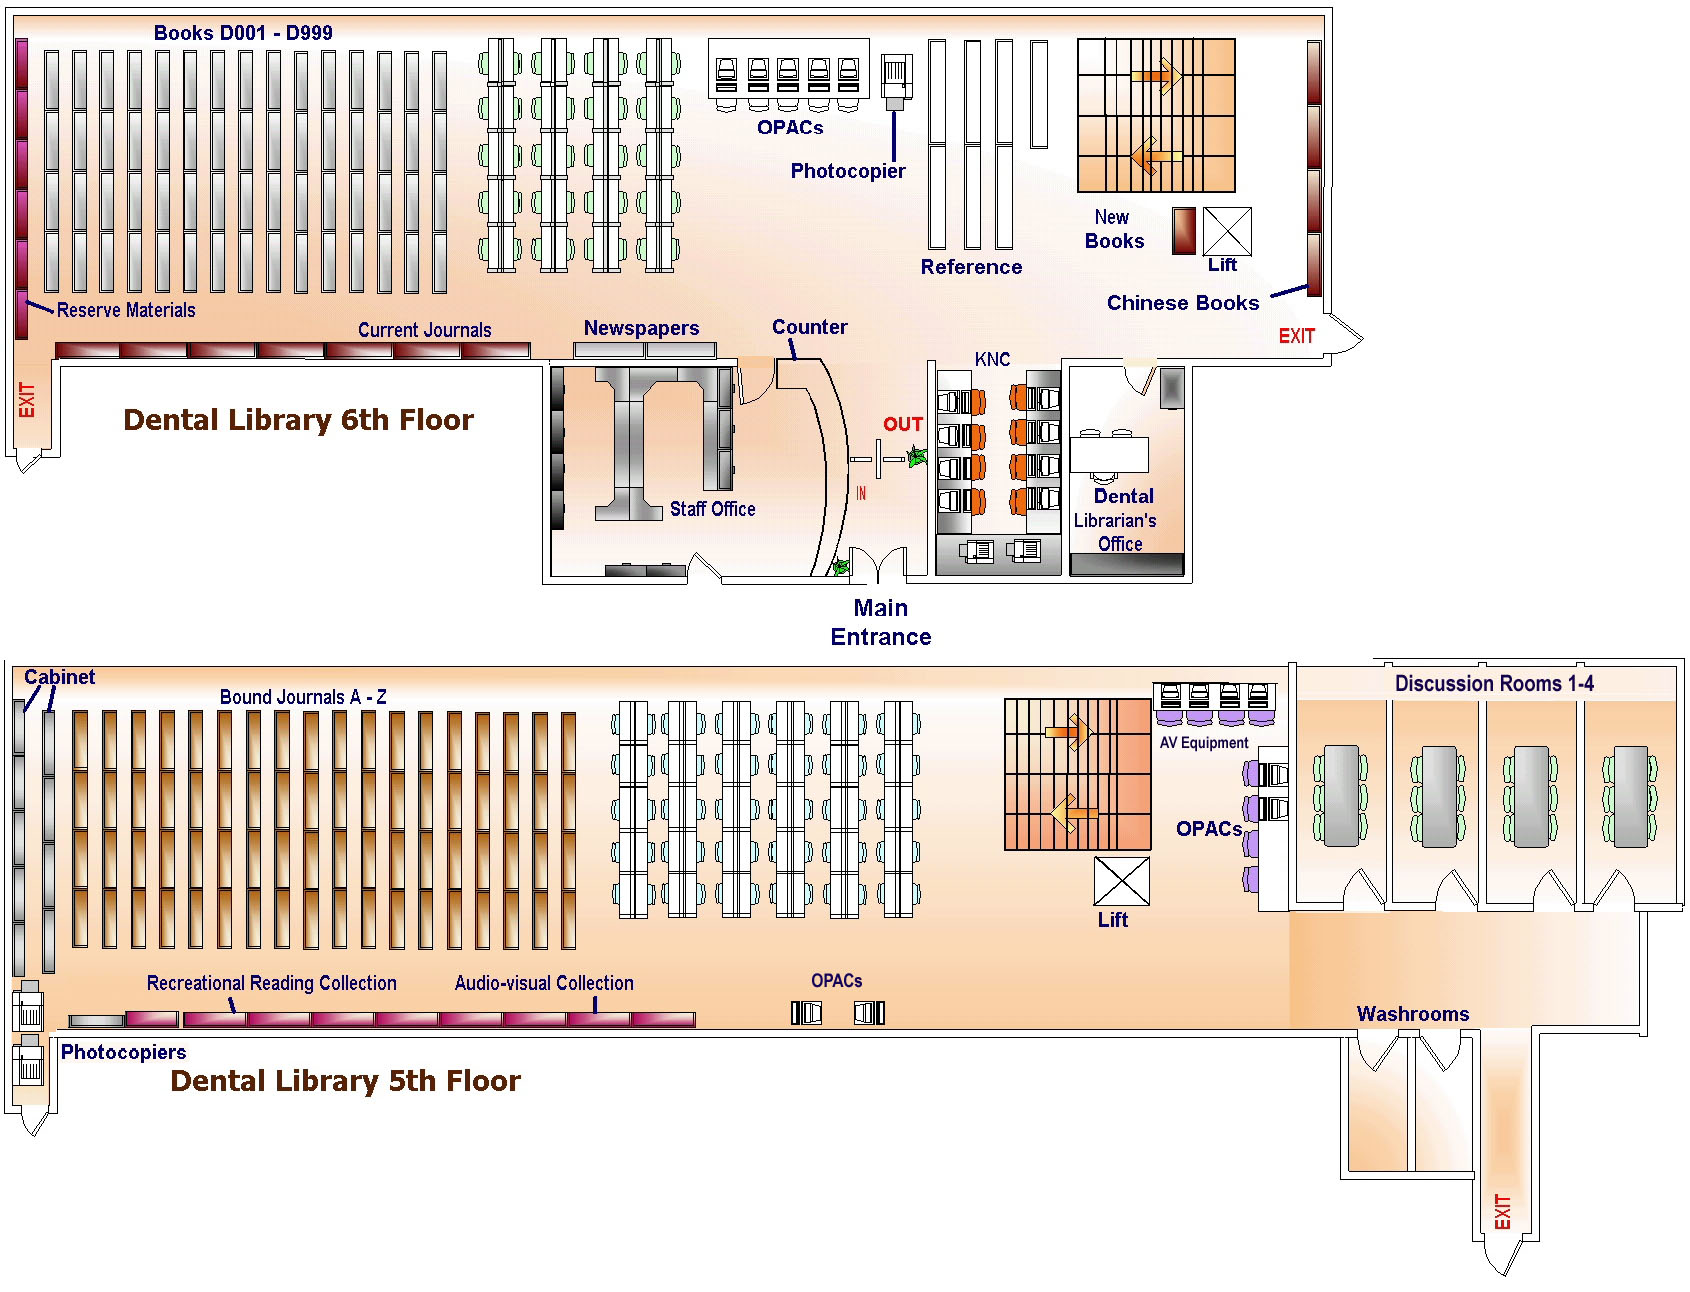 Books D001 - D999
OPACs
Photocopier
New
Books
Reference
Lift
Chinese Books
Reserve Materials
Current Journals
Newspapers
Counter
EXIT
KNC
EXIT
Dental Library 6th Floor
OUT
IN
Staff Office
Dental
Librarian's
Office
Main
Entrance
Cabinet
Bound Journals A - Z
Discussion Rooms 1-4
AV Equipment
OPACs
Lift
Recreational Reading Collection
Audio-visual Collection
OPACs
Washrooms
Photocopiers
Dental Library 5th Floor
EXIT